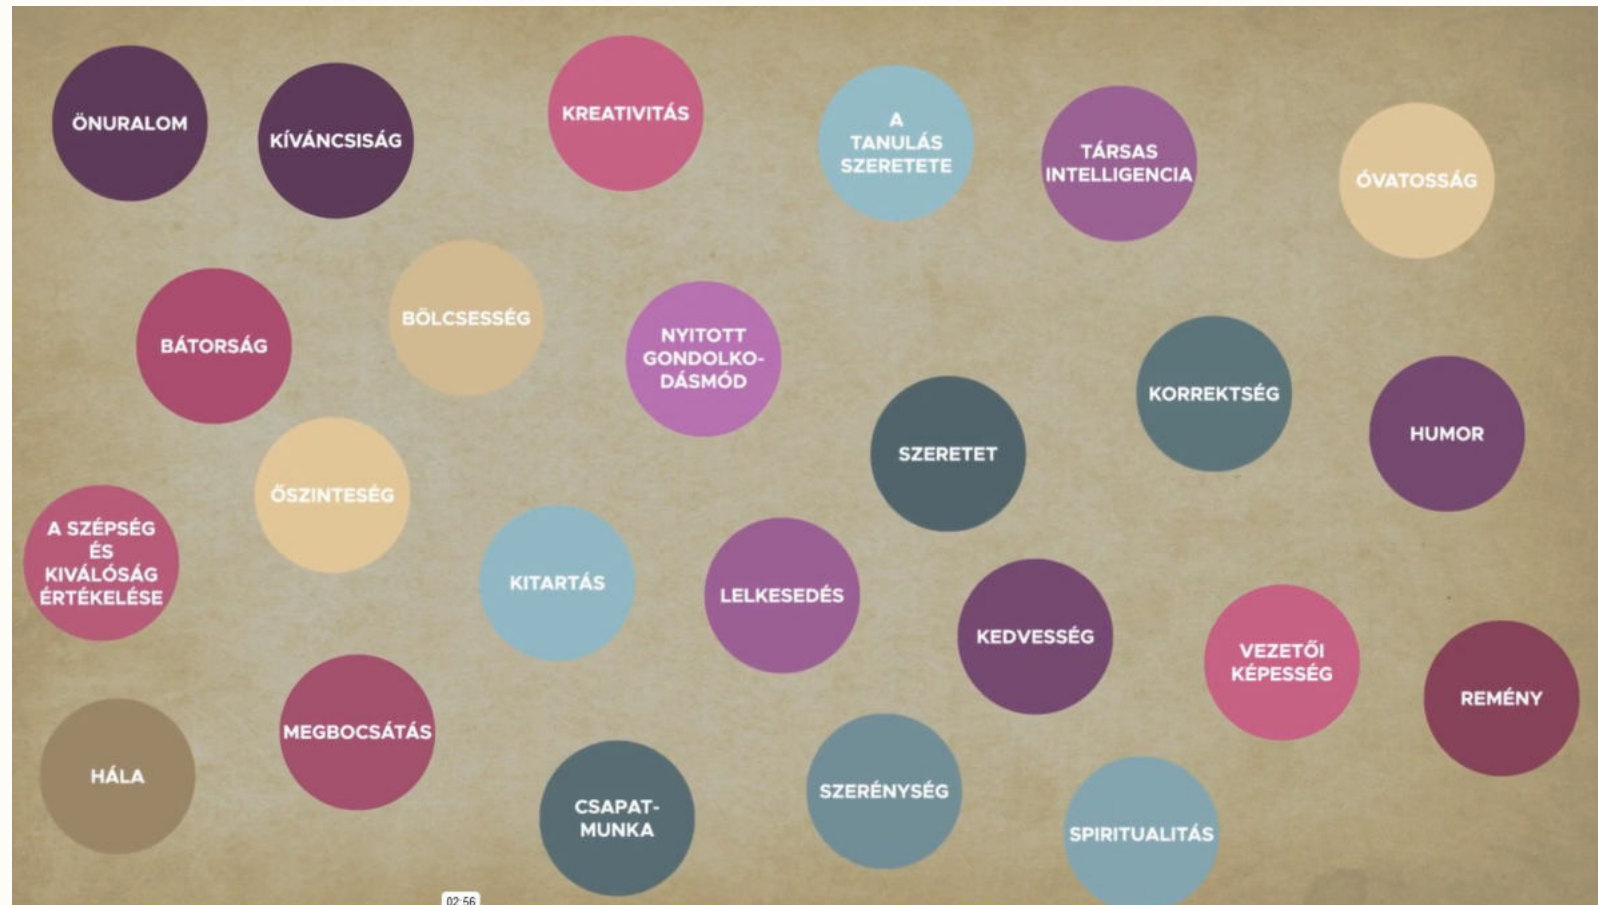 ÖNURALOM
KÍVÁNCSISÁG
KREATIVITÁS
A
TANULÁS
SZERETETE
TÁRSAS
INTELLIGENCIA
ÓVATOSSÁG
BÁTORSÁG
BÖLCSESSÉG
NYITOTT
GONDOLKO-
DÁSMÓD
SZERETET
KORREKTSÉG
HUMOR
A SZÉPSÉG
ÉS
KIVÁLÓSÁG
ÉRTÉKELÉSE
ŐSZINTESÉG
KITARTÁS
LELKESEDÉS
KEDVESSÉG
VEZETŐI
KÉPESSÉG
REMÉNY
HÁLA
MEGBOCSÁTÁS
CSAPAT-
MUNKA
SZERÉNYSÉG
SPIRITUALITÁS
02:56